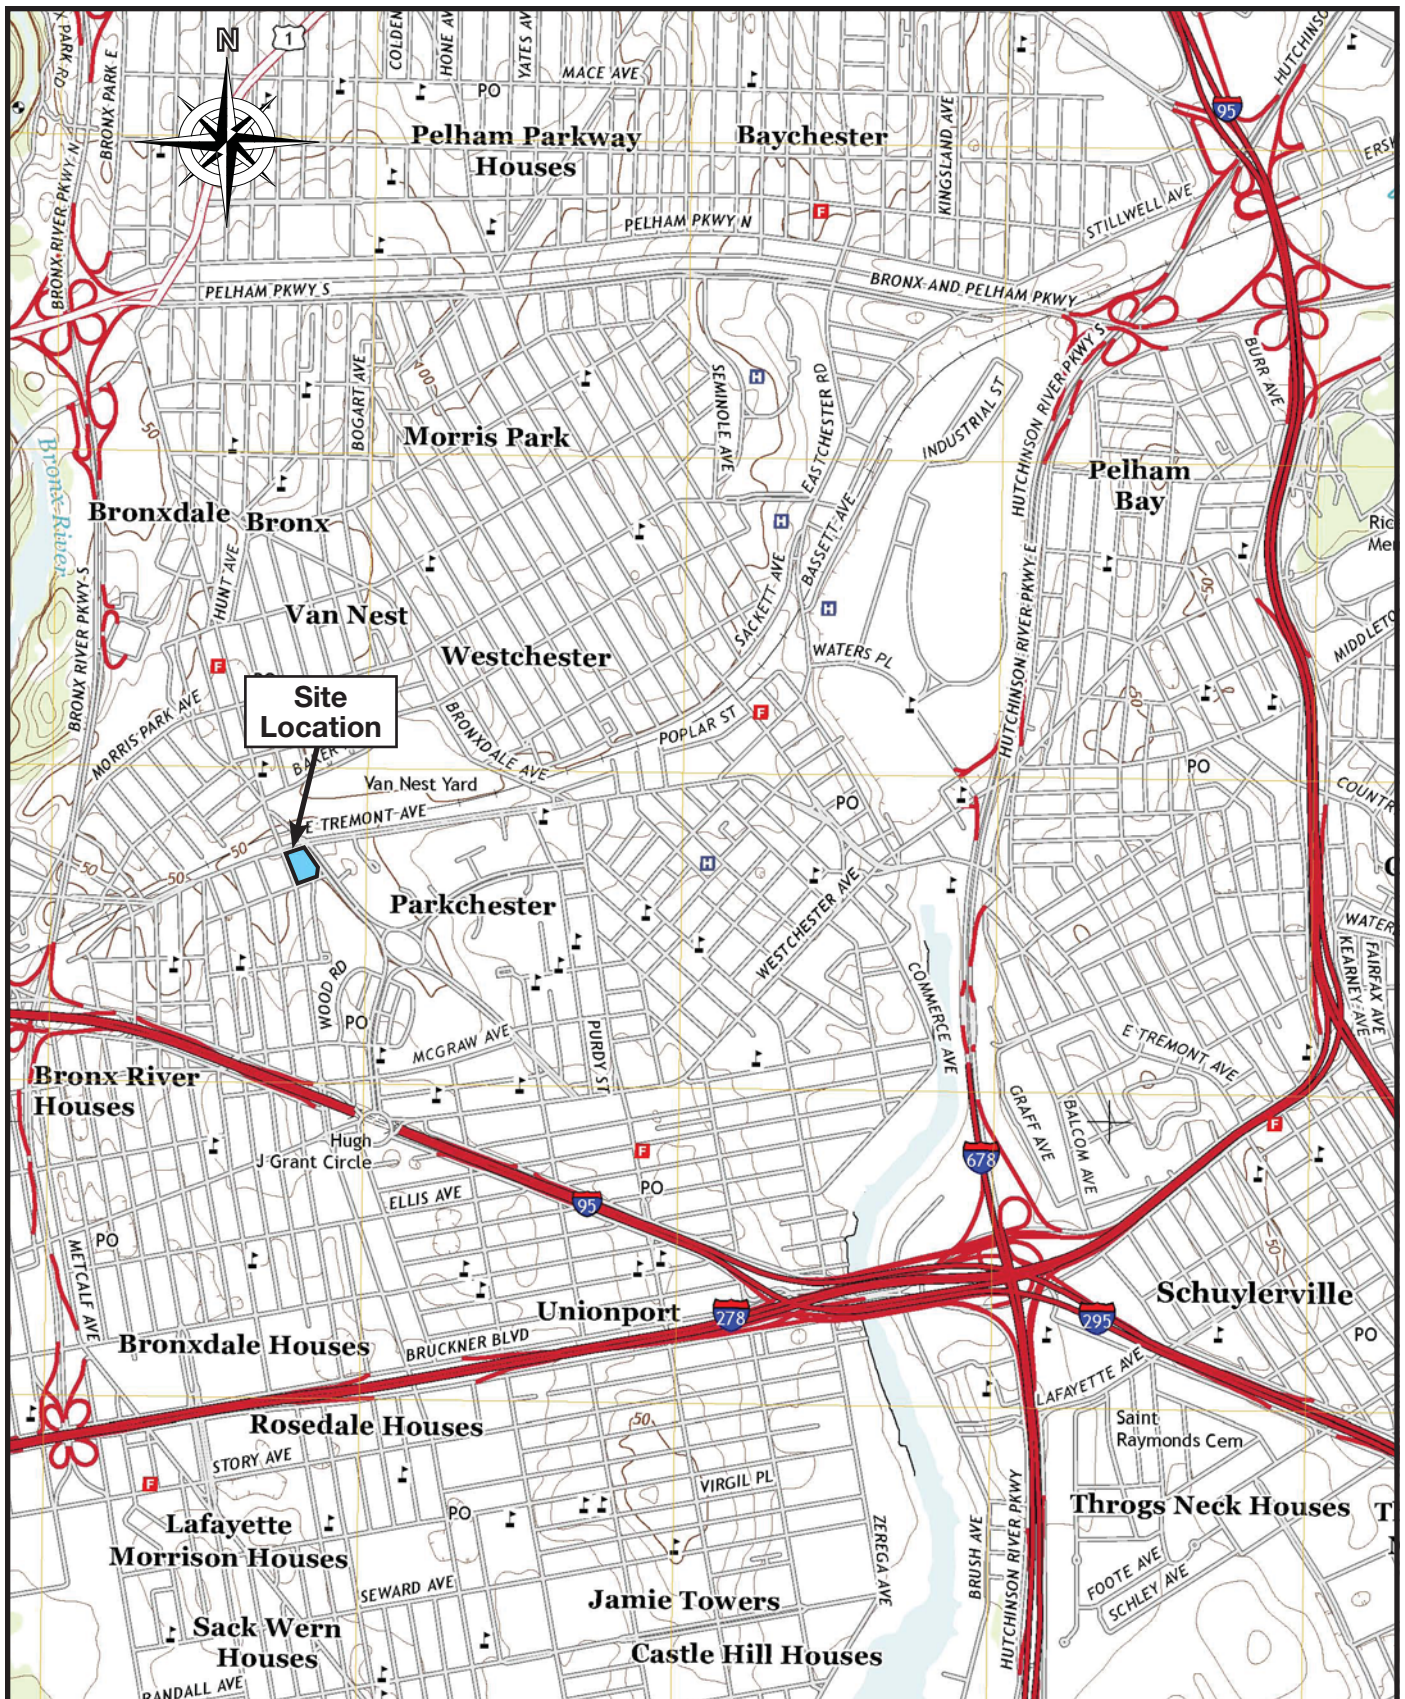 N
1
PARK RD
BRONX PARK E
COLDEN
HONE AV
YATES AV
MACE AVE
PO
HUTCHINSO
95
Pelham Parkway
Houses
Baychester
KINGSLAND AVE
ERSK
BRONX RIVER PKWY N
STILLWELL AVE
F
PELHAM PKWY N
PELHAM PKWY S
BRONX AND PELHAM PKWY
BURR AVE
HUTCHINSON RIVER PKWY S
BOGART AVE
100
SEMINOLE AVE
H
EASTCHESTER RD
INDUSTRIAL ST
50
Morris Park
Pelham
Bay
Bronx River
Bronxdale
Bronx
H
BASSETT AVE
Ric
Mem
HUNT AVE
SACKETT AVE
50
Van Nest
H
HUTCHINSON RIVER PKWY E
MIDDLETO
BRONX RIVER PKWY S
F
Westchester
WATERS PL
Site
Location
MORRIS PARK AVE
BRONXDALE AVE
POPLAR ST
F
50
BAKER
Van Nest Yard
PO
COUNTR
E TREMONT AVE
PO
50
50
50
H
Parkchester
WESTCHESTER AVE
C
WATER
KEARNEY AVE
FAIRFAX AVE
WOOD RD
COMMERCE AVE
PO
MCGRAW AVE
PURDY ST
E TREMONT AVE
Bronx River
Houses
GRAFF AVE
BALCOM AVE
F
Hugh
J Grant Circle
F
678
PO
ELLIS AVE
95
PO
METCALF AVE
50
Unionport
278
Schuylerville
295
PO
Bronxdale Houses
BRUCKNER BLVD
LAFAYETTE AVE
Rosedale Houses
50
Saint
Raymonds Cem
STORY AVE
F
VIRGIL PL
Throgs Neck Houses
T
N
Lafayette
Morrison Houses
PO
ZEREGA AVE
BRUSH AVE
HUTCHINSON RIVER PKWY
FOOTE AVE
SCHLEY AVE
SEWARD AVE
Jamie Towers
Sack Wern
Houses
Castle Hill Houses
RANDALL AVE